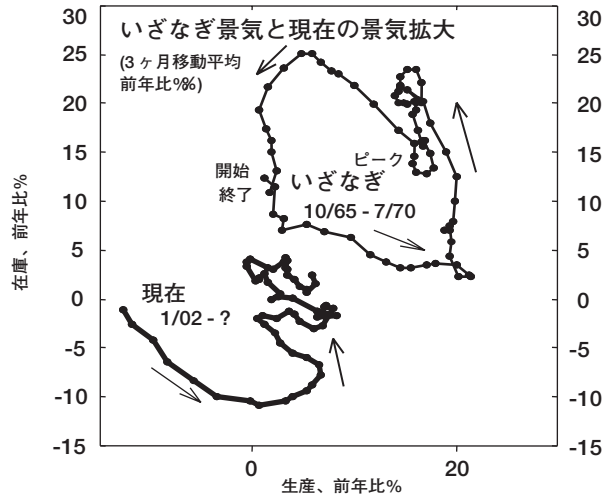 いざなぎ景気と現在の景気拡大
(3ヶ月移動平均
前年比%)
30
25
20
15
10
5
0
-5
-10
-15
30
25
20
15
10
5
0
-5
-10
-15
在庫、前年比%
ピーク
開始
終了
いざなぎ
10/65 - 7/70
現在
1/02 - ?
0
20
生産、前年比%